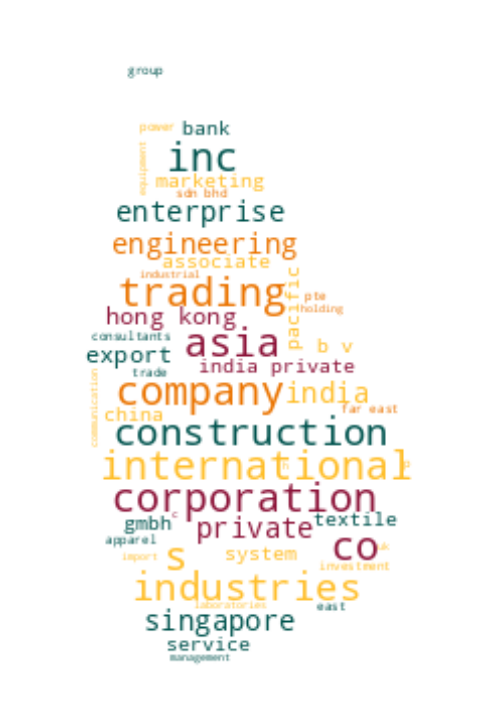 group
power bank
equipment
inc
marketing
sdn bhd
enterprise
engineering
associate
industrial
trading
pacific
pte
holding
hong kong
consultants
asia
b v
export
india private
trade
communication
company
india
china
far east
construction
international
corporation
c
gmbh
private
textile
apparel
co
uk
import
s
system
investment
industries
laboratories
east
singapore
service
management